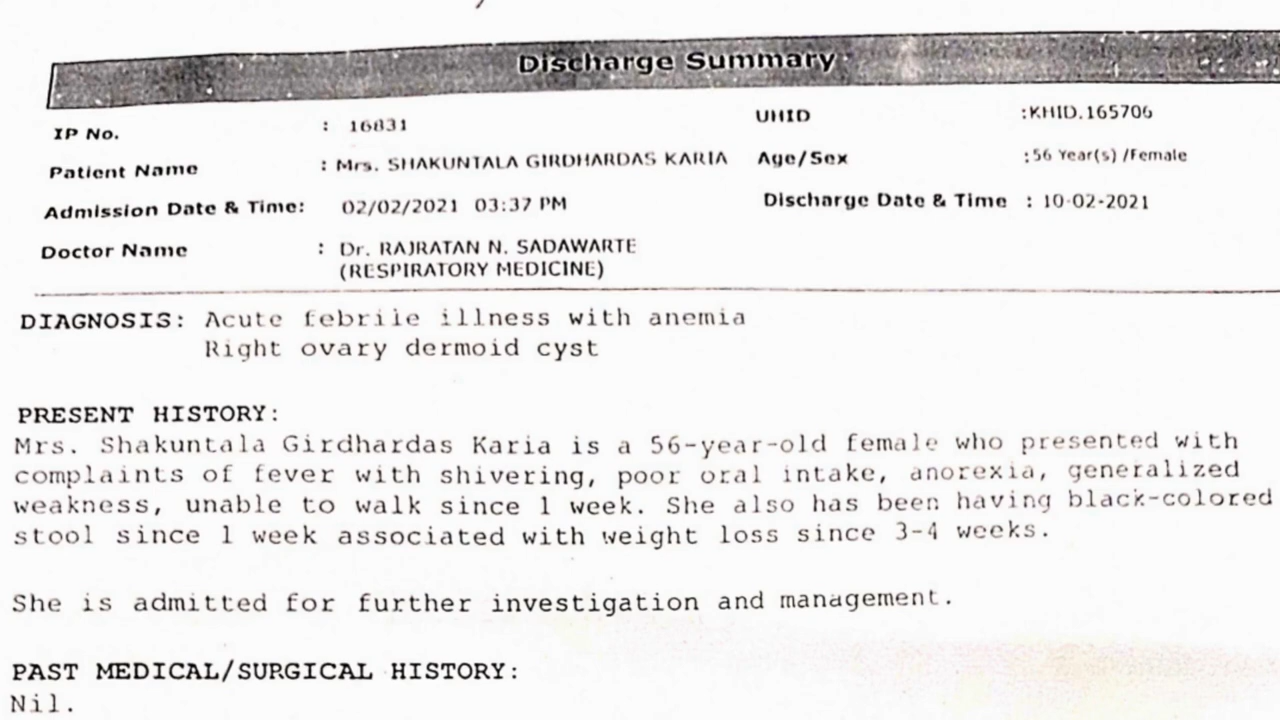 Discharge Summary
IP No. : 16831 UHID :KHID.165706
Patient Name : Mrs. SHAKUNTALA GIRDHARDAS KARIA Age/Sex :56 Year(s) /Female
Admission Date & Time: 02/02/2021 03:37 PM Discharge Date & Time : 10-02-2021
Doctor Name : Dr. RAJRATAN N. SADAWARTE
(RESPIRATORY MEDICINE)
DIAGNOSIS: Acute febrile illness with anemia
Right ovary dermoid cyst
PRESENT HISTORY:
Mrs. Shakuntala Girdhardas Karia is a 56-year-old female who presented with
complaints of fever with shivering, poor oral intake, anorexia, generalized
weakness, unable to walk since 1 week. She also has been having black-colored
stool since 1 week associated with weight loss since 3-4 weeks.
She is admitted for further investigation and management.
PAST MEDICAL/SURGICAL HISTORY:
Nil.